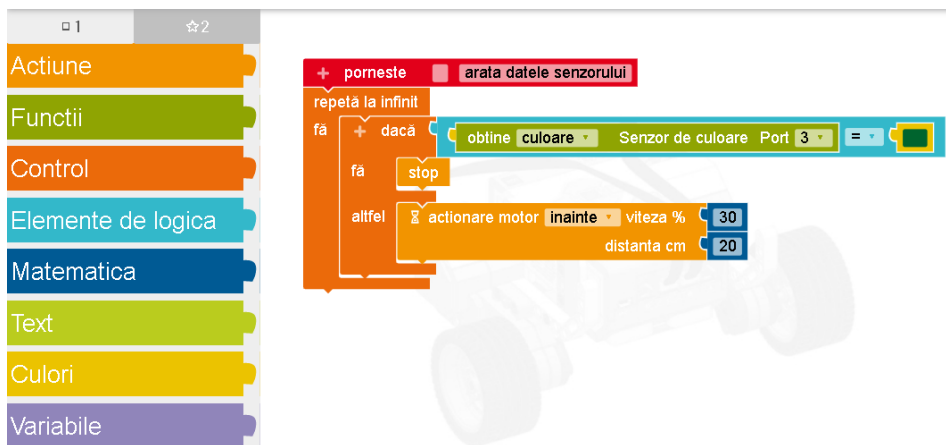 1
2
Actiune
Functii
Control
Elemente de logica
Matematica
Text
Culori
Variabile
+ porneste arata datele senzorului
repetă la infinit
fă + dacă obtine culoare Senzor de culoare Port 3 =
fă stop
altfel actionare motor inainte viteza % 30
distanta cm 20